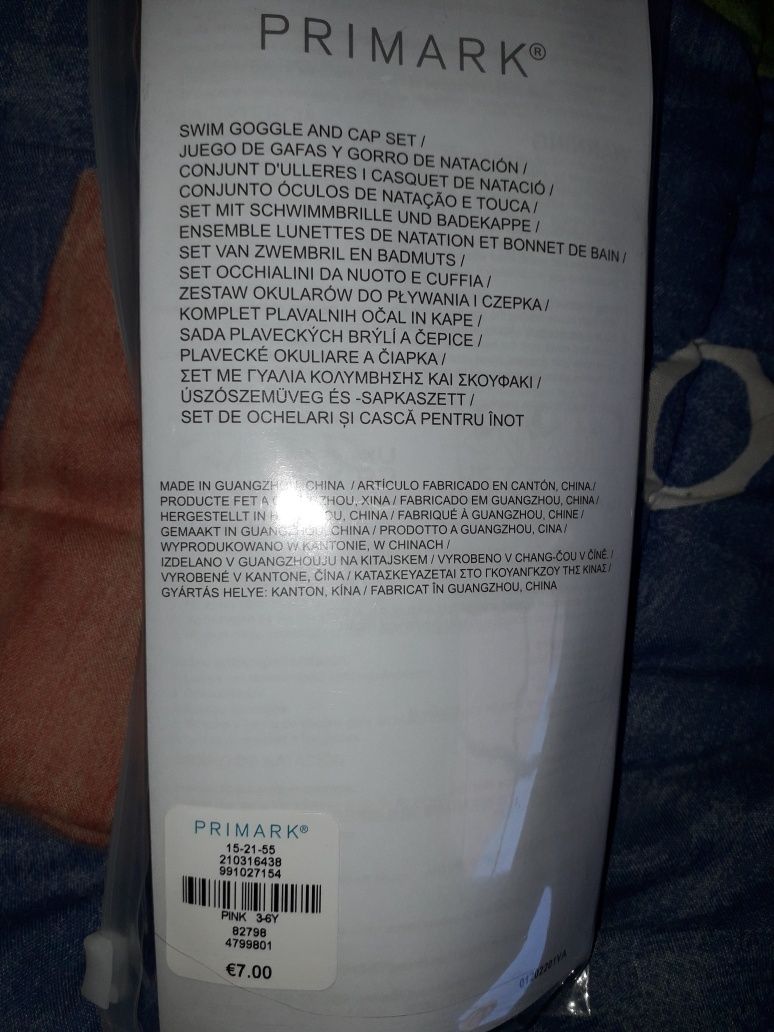 PRIMARK®
SWIM GOGGLE AND CAP SET /
JUEGO DE GAFAS Y GORRO DE NATACIÓN /
CONJUNT D'ULLERES I CASQUET DE NATACIÓ /
CONJUNTO ÓCULOS DE NATAÇÃO E TOUCA /
SET MIT SCHWIMMBRILLE UND BADEKAPPE /
ENSEMBLE LUNETTES DE NATATION ET BONNET DE BAIN /
SET VAN ZWEMBRIL EN BADMUTS /
SET OCCHIALINI DA NUOTO E CUFFIA /
ZESTAW OKULARÓW DO PŁYWANIA I CZEPKA /
KOMPLET PLAVALNIH OČAL IN KAPE /
SADA PLAVECKÝCH BRÝLÍ A ČEPICE /
PLAVECKÉ OKULIARE A ČIAPKA /
ΣΕΤ ΜΕ ΓΥΑΛΙΑ ΚΟΛΥΜΒΗΣΗΣ ΚΑΙ ΣΚΟΥΦΑΚΙ /
ÚSZÓSZEMÜVEG ÉS -SAPKASZETT /
SET DE OCHELARI ȘI CASCĂ PENTRU ÎNOT
MADE IN CHINA / ARTÍCULO FABRICADO EN CANTÓN, CHINA /
PRODUCTE FET A XINA / FABRICADO EM GUANGZHOU, CHINA /
HERGESTELLT IN CHINA / FABRIQUÉ À GUANGZHOU, CHINE /
GEMAAKT IN CHINA / PRODOTTO A GUANGZHOU, CINA /
WYPRODUKOWANO W KANTONIE, W CHINACH /
IZDELANO V GUANGZHOUJU NA KITAJSKEM / VYROBENO V CHANG-ČOU V ČÍNĚ /
VYROBENÉ V KANTONE, ČÍNA / ΚΑΤΑΣΚΕΥΑΖΕΤΑΙ ΣΤΟ ΓΚΟΥΑΝΓΚΖΟΥ ΤΗΣ ΚΙΝΑΣ /
GYÁRTÁS HELYE: KANTON, KÍNA / FABRICAT ÎN GUANGZHOU, CHINA
PRIMARK®
15-21-55
210316438
991027154
PINK 3-6Y
82798
4799801
€7.00